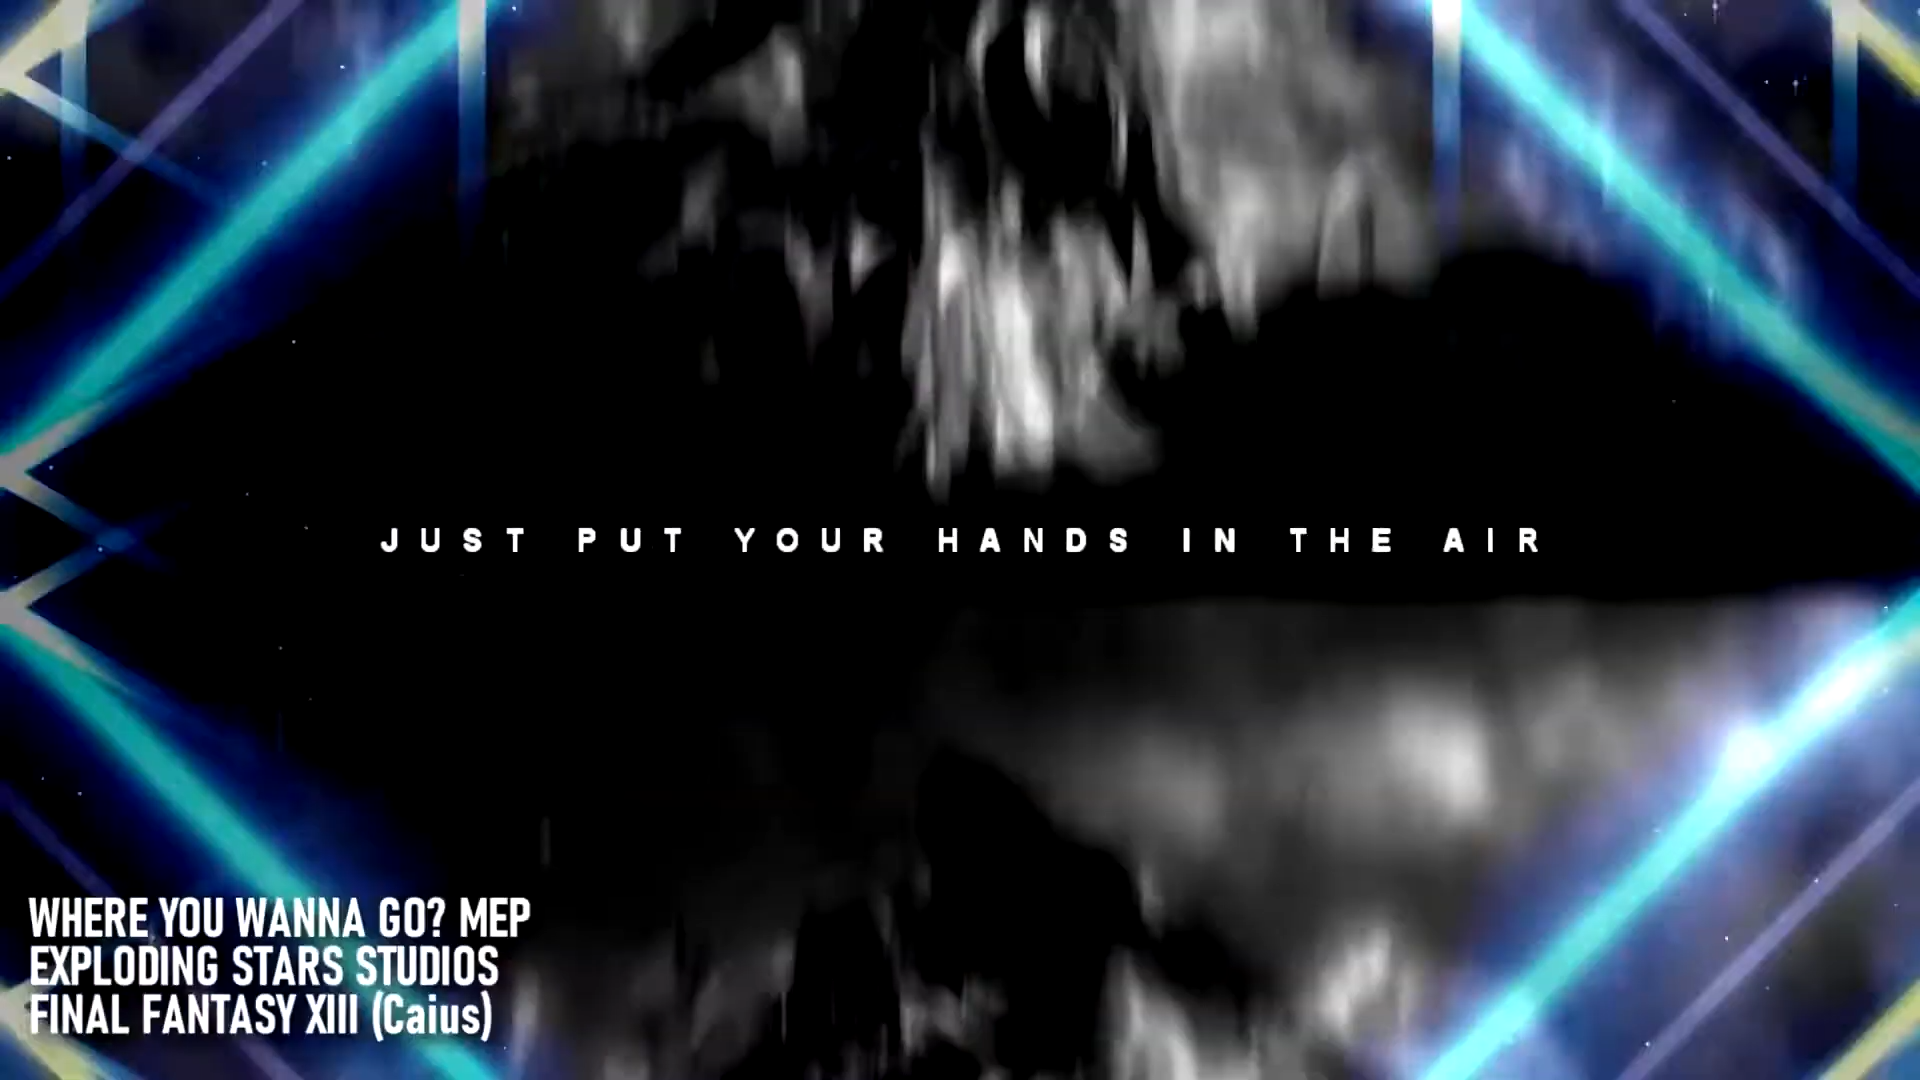 JUST PUT YOUR HANDS IN THE AIR
WHERE YOU WANNA GO? MEP
EXPLODING STARS STUDIOS
FINAL FANTASY XIII (Caius)